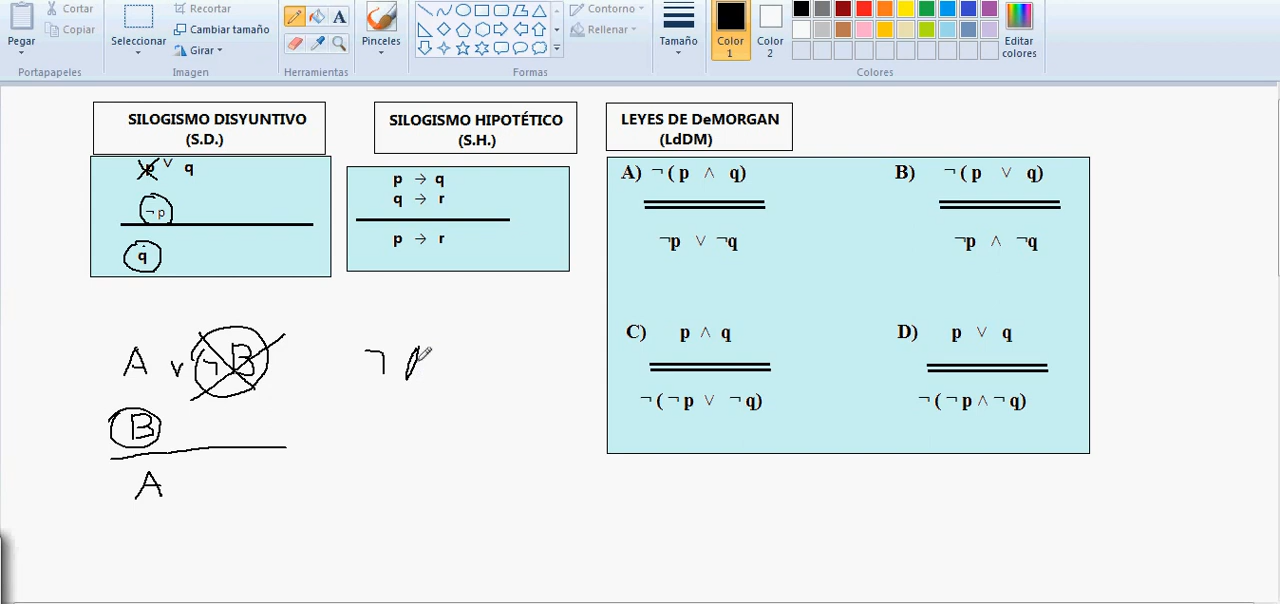 Pegar
Cortar
Copiar
Portapapeles
Seleccionar
Recortar
Cambiar tamaño
Girar
Imagen
A
Herramientas
Pinceles
Contorno
Rellenar
Formas
Tamaño
Color 1
Color 2
Editar colores
Colores
SILOGISMO DISYUNTIVO
(S.D.)
p ∨ q
¬ p
q
SILOGISMO HIPOTÉTICO
(S.H.)
p → q
q → r
p → r
LEYES DE DeMORGAN
(LdDM)
A) ¬ ( p ∧ q)
¬p ∨ ¬q
B) ¬ ( p ∨ q)
¬p ∧ ¬q
C) p ∧ q
¬ ( ¬ p ∨ ¬ q)
D) p ∨ q
¬ ( ¬ p ∧ ¬ q)
A v ¬ B
B
A
¬